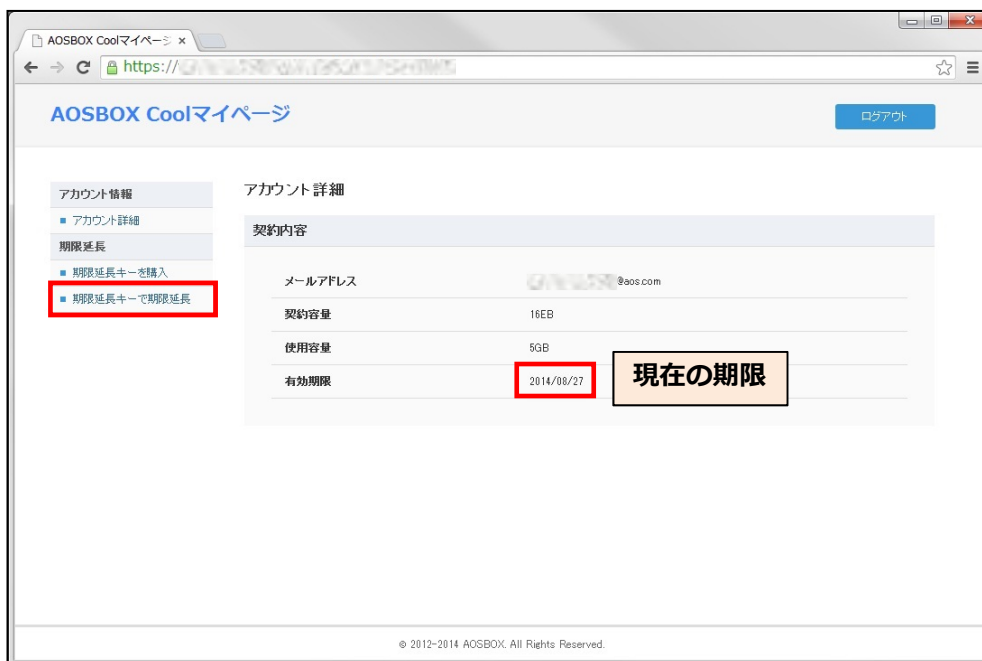 AOSBOX Coolマイページ
https://
AOSBOX Coolマイページ
ログアウト
アカウント情報
アカウント詳細
期限延長
期限延長キーを購入
期限延長キーで期限延長
アカウント詳細
契約内容
メールアドレス @aos.com
契約容量 16EB
使用容量 5GB
有効期限 2014/08/27
現在の期限
© 2012-2014 AOSBOX. All Rights Reserved.